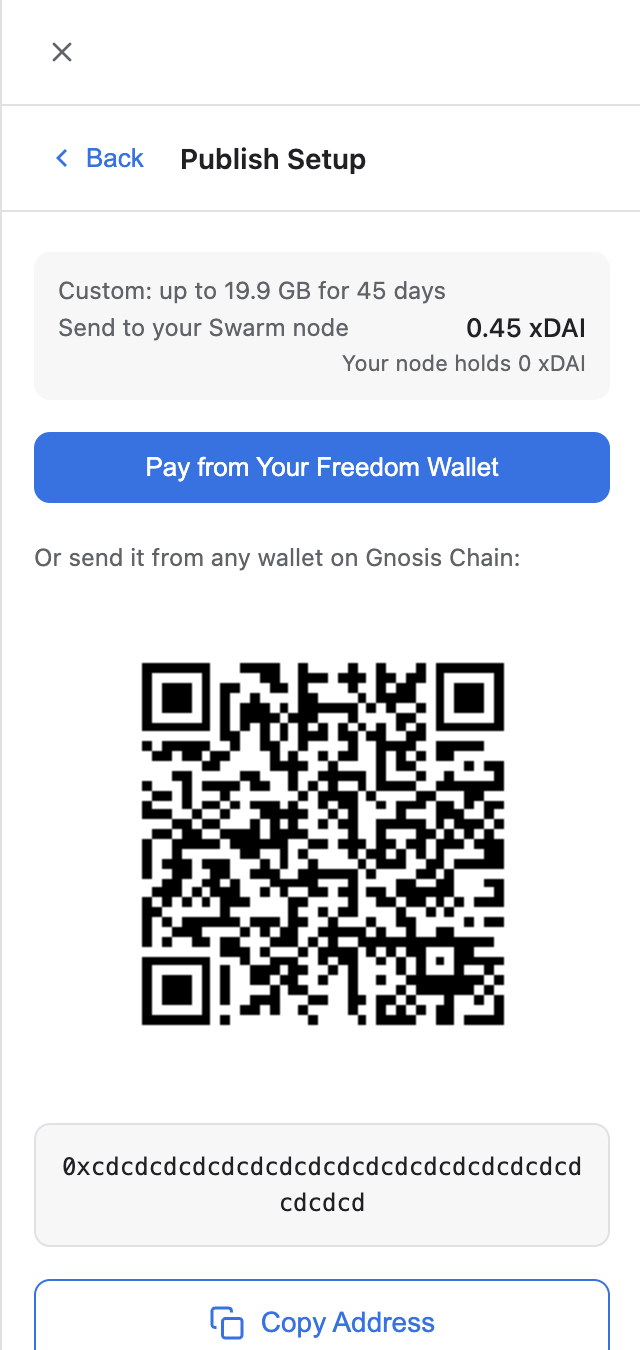 Back
Publish Setup
Custom: up to 19.9 GB for 45 days
Send to your Swarm node 0.45 xDAI
Your node holds 0 xDAI
Pay from Your Freedom Wallet
Or send it from any wallet on Gnosis Chain:
0xcdcdcdcdcdcdcdcdcdcdcdcdcdcdcdcdcd
cdcdcd
Copy Address